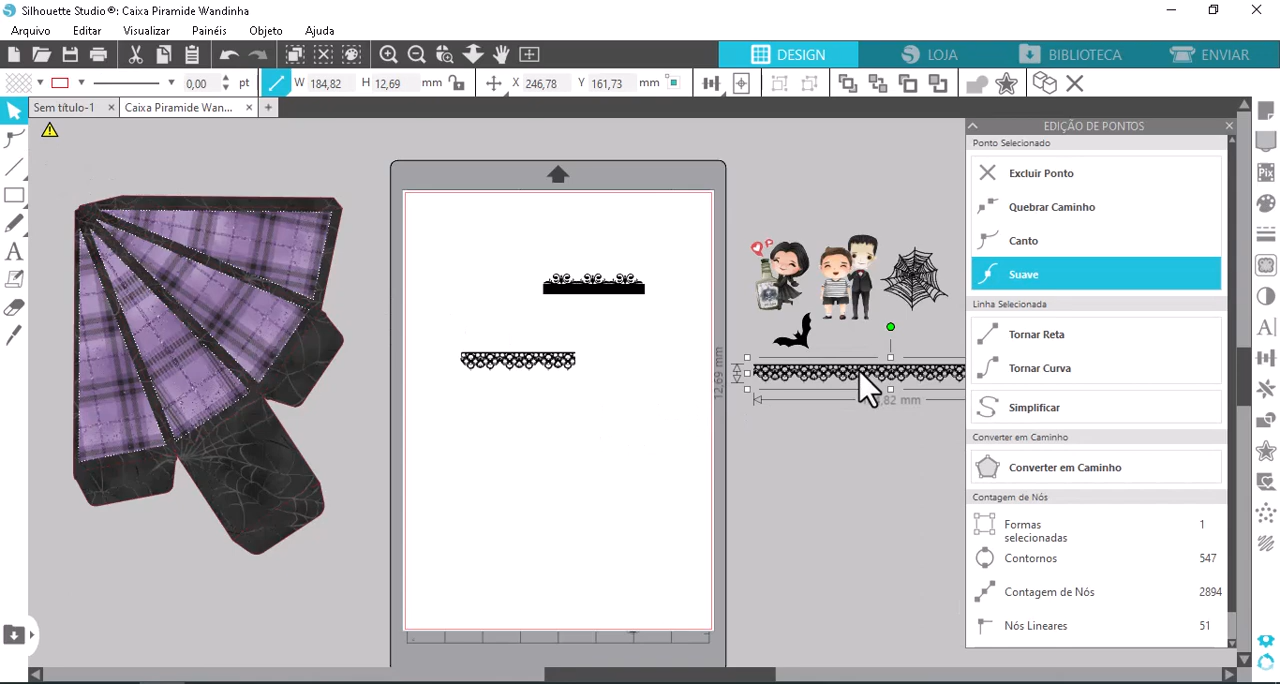 Silhouette Studio®: Caixa Piramide Wandinha
Arquivo Editar Visualizar Painéis Objeto Ajuda
DESIGN LOJA BIBLIOTECA ENVIAR
0,00 pt W 184,82 H 12,69 mm X 246,78 Y 161,73 mm
Sem título-1 × Caixa Piramide Wan... × +
EDIÇÃO DE PONTOS
Ponto Selecionado
Excluir Ponto
Quebrar Caminho
Canto
Suave
Linha Selecionada
Tornar Reta
Tornar Curva
Simplificar
Converter em Caminho
Converter em Caminho
Contagem de Nós
Formas selecionadas 1
Contornos 547
Contagem de Nós 2894
Nós Lineares 51
12,69 mm
82 mm
Pix